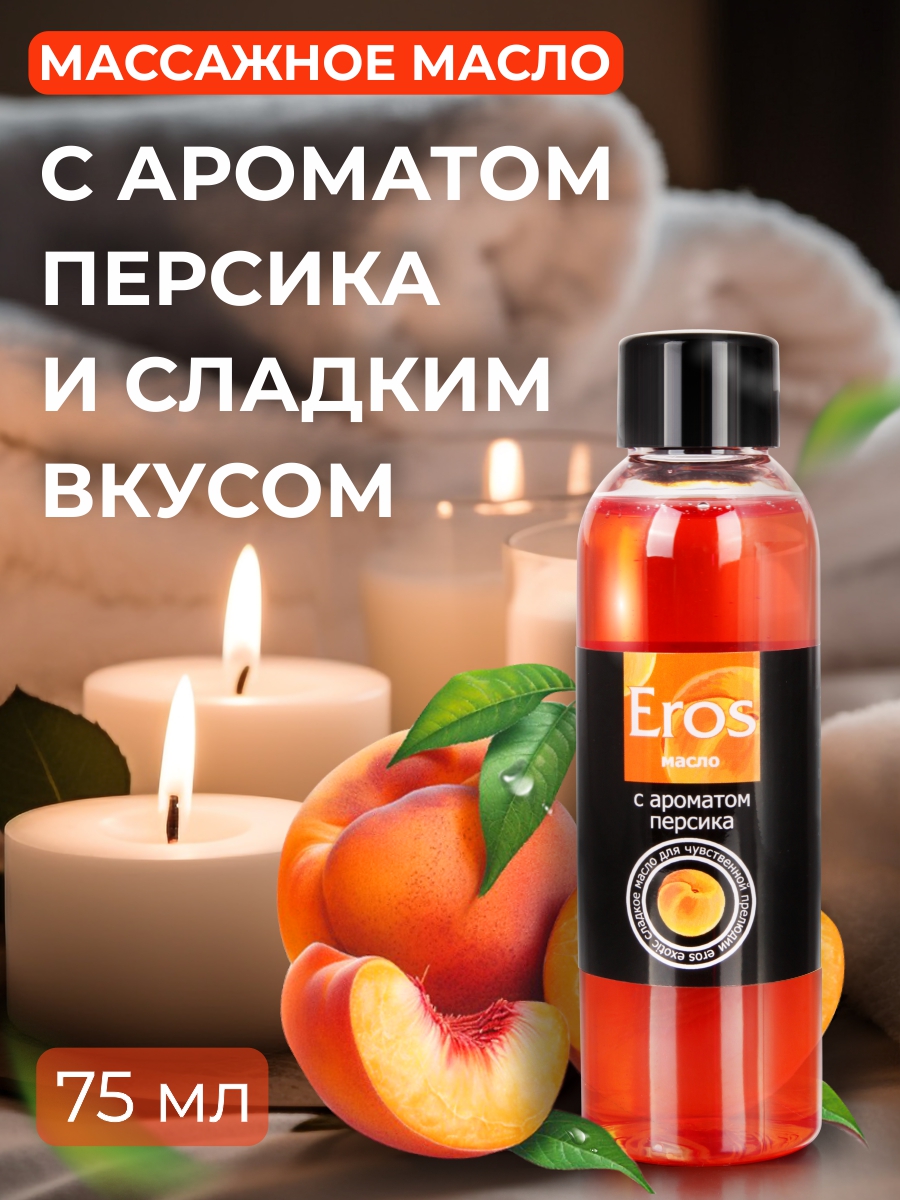 МАССАЖНОЕ МАСЛО
С АРОМАТОМ
ПЕРСИКА
И СЛАДКИМ
ВКУСОМ
Eros
масло
с ароматом
персика
сладкое масло для чувственной прелюдии eros exotic
75 мл